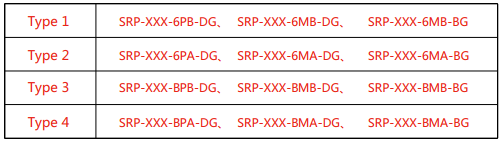 Type 1 SRP-XXX-6PB-DG、 SRP-XXX-6MB-DG、 SRP-XXX-6MB-BG
Type 2 SRP-XXX-6PA-DG、 SRP-XXX-6MA-DG、 SRP-XXX-6MA-BG
Type 3 SRP-XXX-BPB-DG、 SRP-XXX-BMB-DG、 SRP-XXX-BMB-BG
Type 4 SRP-XXX-BPA-DG、 SRP-XXX-BMA-DG、 SRP-XXX-BMA-BG